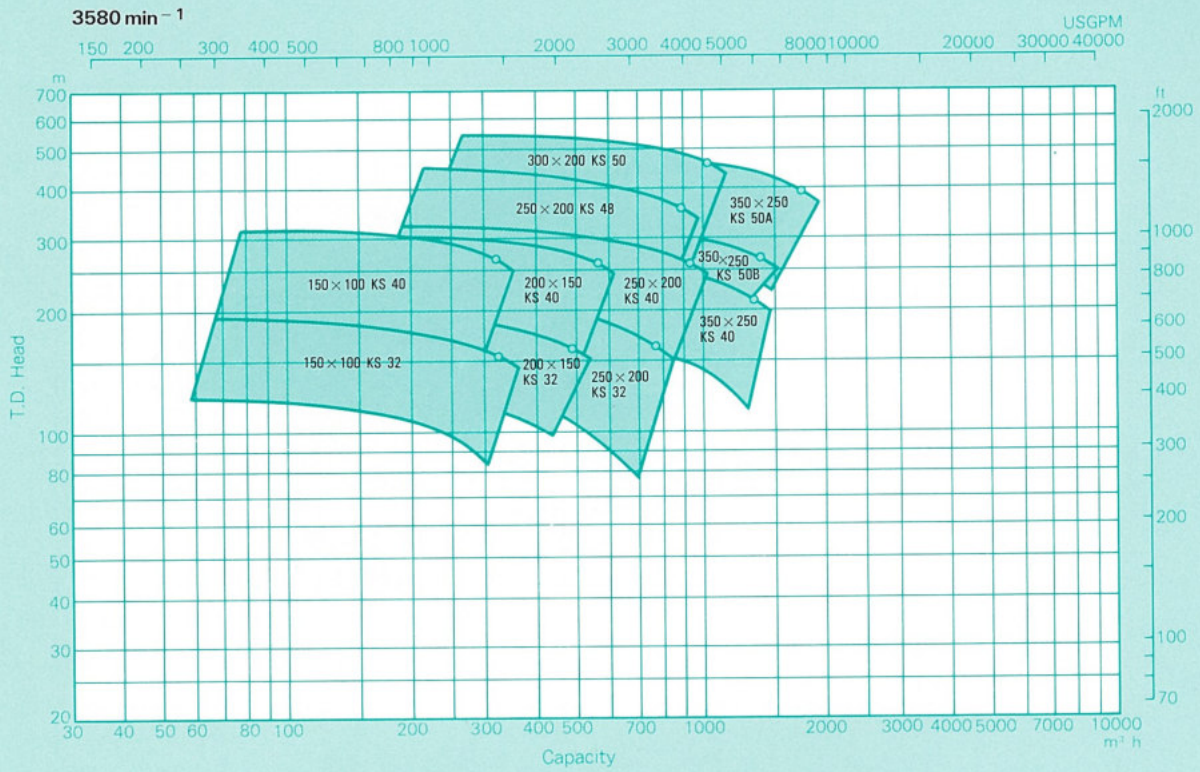 3580 min⁻¹
USGPM
150 200 300 400 500 800 1000 2000 3000 4000 5000 8000 10000 20000 30000 40000
m
ft
700
600
500
400
300
200
100
80
60
50
40
30
20
2000
1000
800
600
500
400
300
200
100
70
T.D. Head
300×200 KS 50
250×200 KS 48
350×250
KS 50A
350×250
KS 50B
150×100 KS 40
200×150
KS 40
250×200
KS 40
350×250
KS 40
150×100 KS 32
200×150
KS 32
250×200
KS 32
30 40 50 60 80 100 200 300 400 500 700 1000 2000 3000 4000 5000 7000 10000
m³ h
Capacity